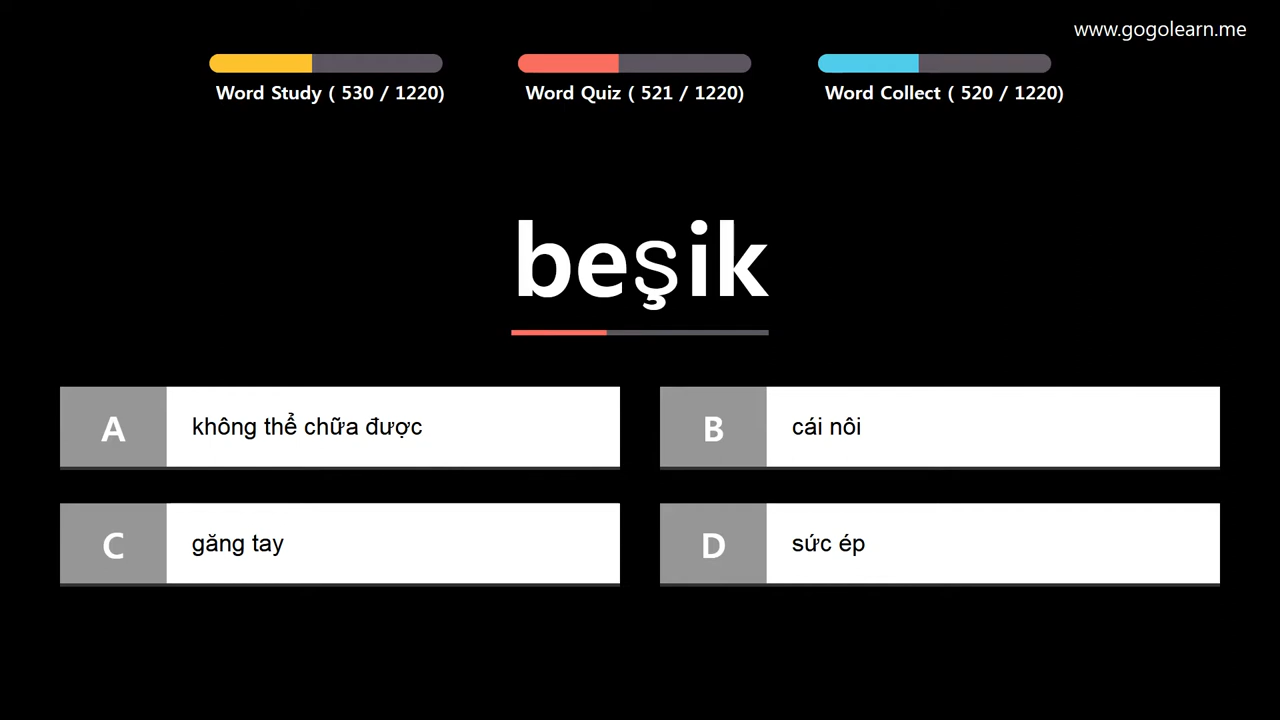 www.gogolearn.me
Word Study ( 530 / 1220)
Word Quiz ( 521 / 1220)
Word Collect ( 520 / 1220)
beşik
A
không thể chữa được
B
cái nôi
C
găng tay
D
sức ép